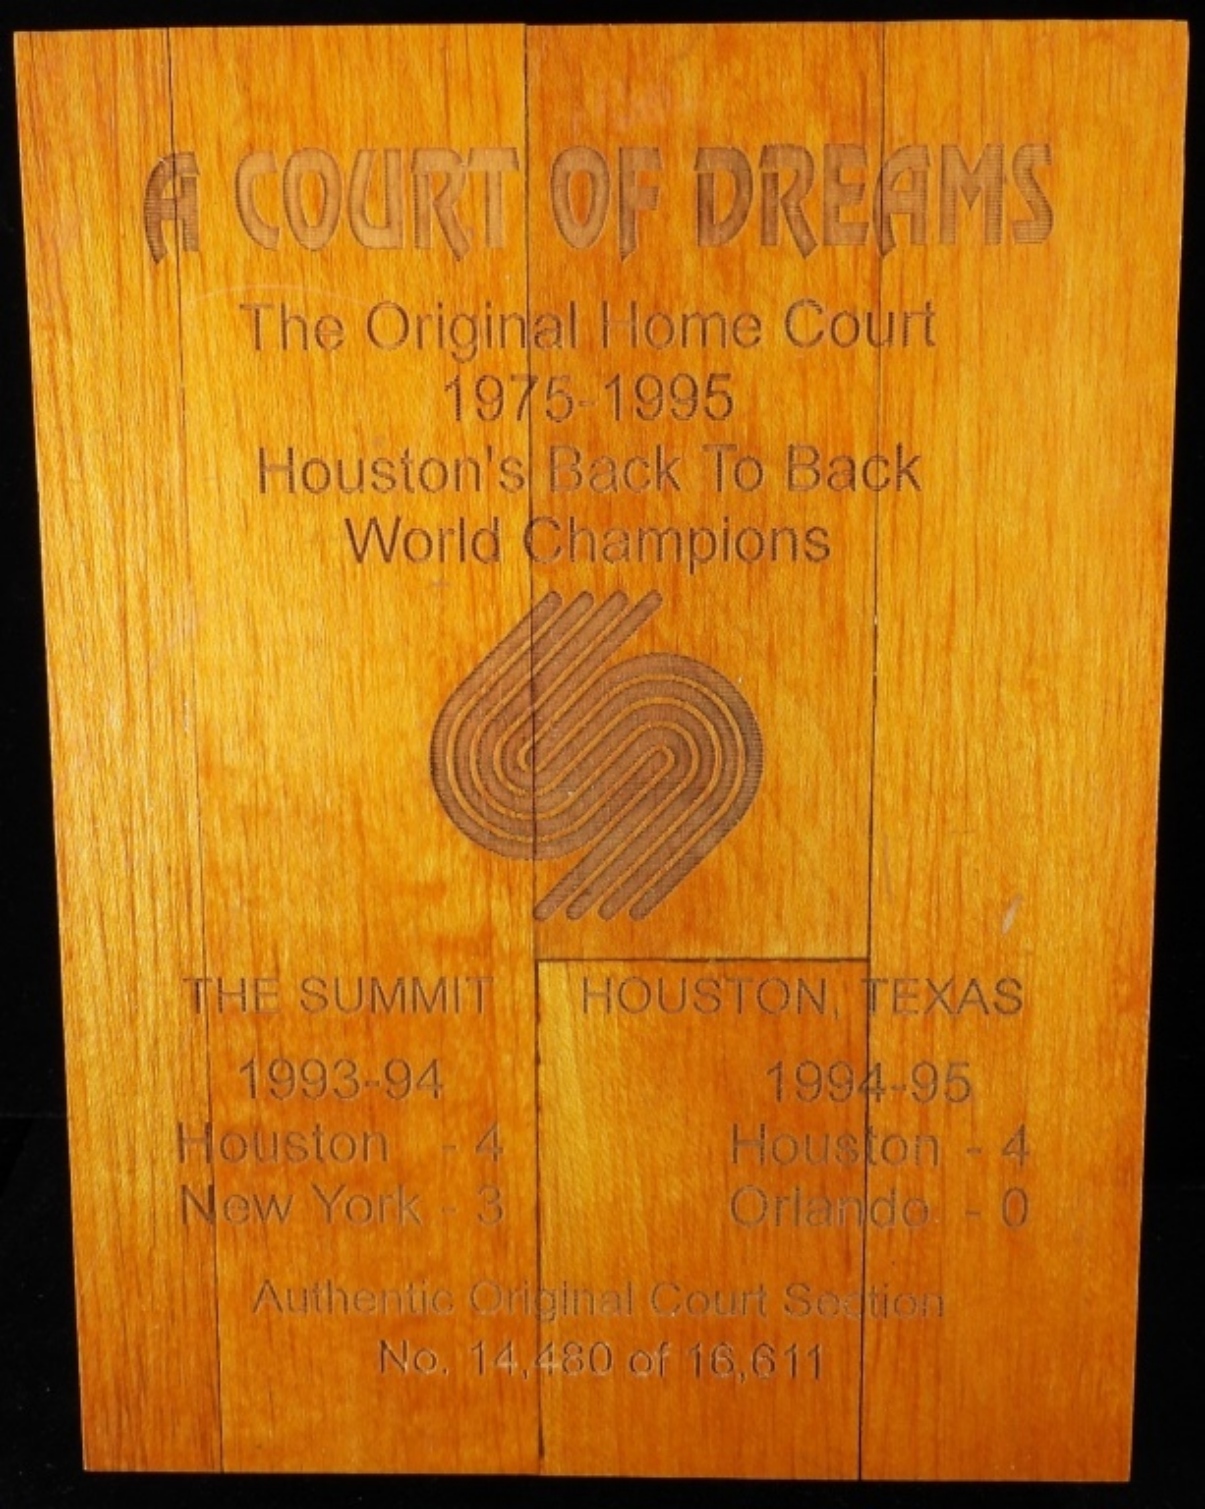 A COURT OF DREAMS
The Original Home Court
1975-1995
Houston's Back To Back
World Champions
THE SUMMIT HOUSTON, TEXAS
1993-94 1994-95
Houston - 4 Houston - 4
New York - 3 Orlando - 0
Authentic Original Court Section
No. 14,480 of 16,611